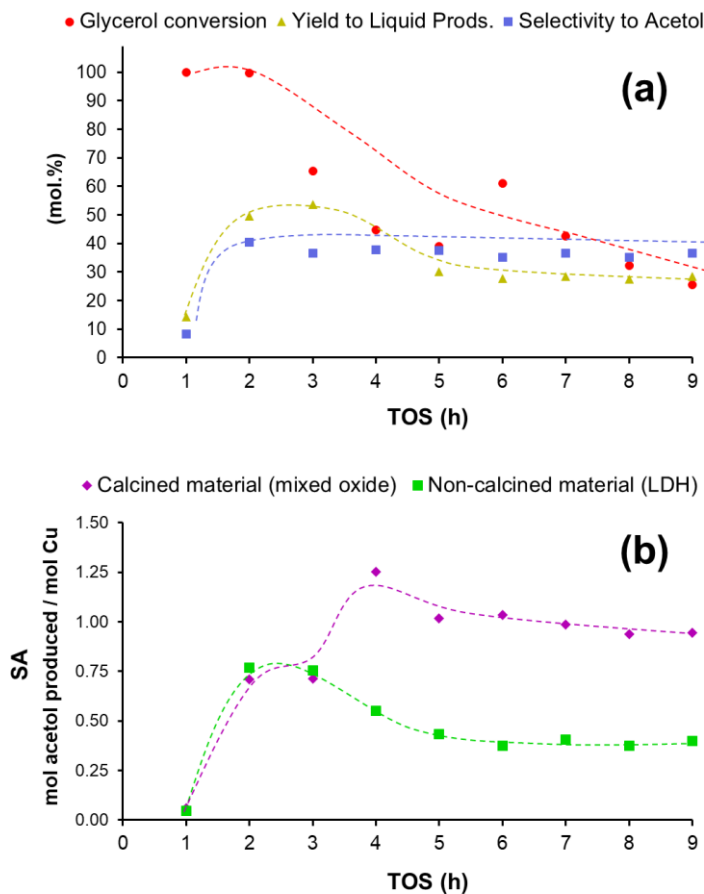 Glycerol conversion Yield to Liquid Prods. Selectivity to Acetol
(a)
(mol.%)
100
90
80
70
60
50
40
30
20
10
0
0 1 2 3 4 5 6 7 8 9
TOS (h)
Calcined material (mixed oxide) Non-calcined material (LDH)
(b)
SA
mol acetol produced / mol Cu
1.50
1.25
1.00
0.75
0.50
0.25
0.00
0 1 2 3 4 5 6 7 8 9
TOS (h)